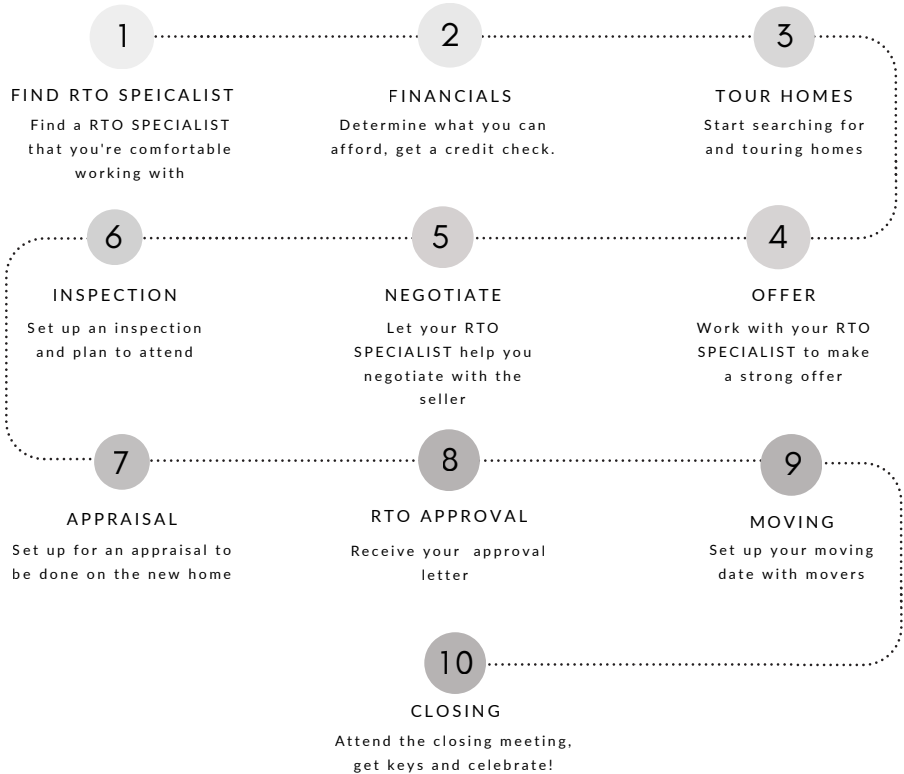 1
FIND RTO SPEICALIST
Find a RTO SPECIALIST
that you're comfortable
working with
2
FINANCIALS
Determine what you can
afford, get a credit check.
3
TOUR HOMES
Start searching for
and touring homes
4
OFFER
Work with your RTO
SPECIALIST to make
a strong offer
5
NEGOTIATE
Let your RTO
SPECIALIST help you
negotiate with the
seller
6
INSPECTION
Set up an inspection
and plan to attend
7
APPRAISAL
Set up for an appraisal to
be done on the new home
8
RTO APPROVAL
Receive your approval
letter
9
MOVING
Set up your moving
date with movers
10
CLOSING
Attend the closing meeting,
get keys and celebrate!